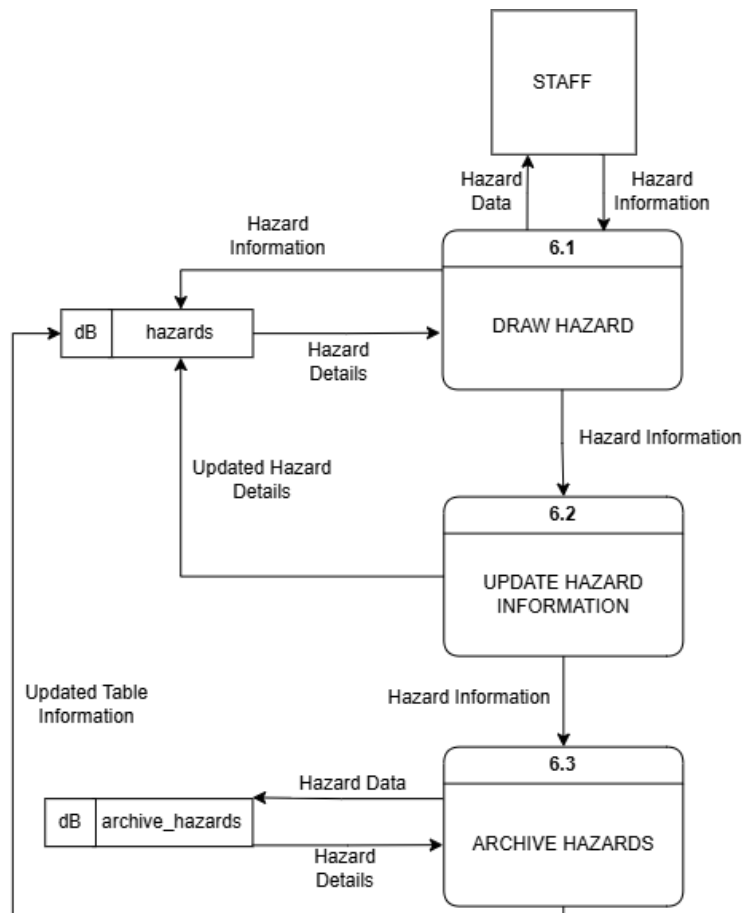 STAFF
Hazard
Data
Hazard
Information
Hazard
Information
6.1
DRAW HAZARD
dB
hazards
Hazard
Details
Hazard Information
Updated Hazard
Details
6.2
UPDATE HAZARD
INFORMATION
Updated Table
Information
Hazard Information
6.3
ARCHIVE HAZARDS
Hazard Data
dB
archive_hazards
Hazard
Details